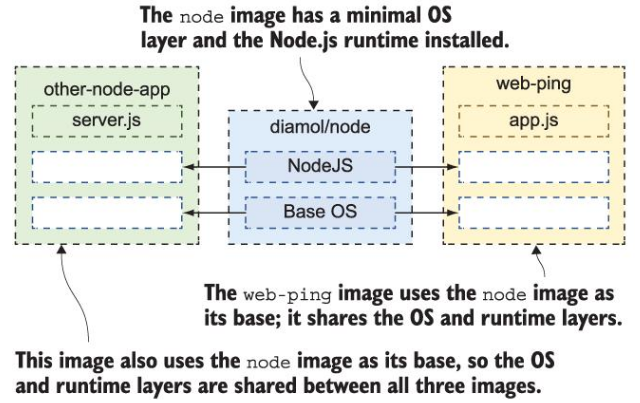 The node image has a minimal OS
layer and the Node.js runtime installed.
other-node-app
server.js
diamol/node
NodeJS
Base OS
web-ping
app.js
The web-ping image uses the node image as
its base; it shares the OS and runtime layers.
This image also uses the node image as its base, so the OS
and runtime layers are shared between all three images.